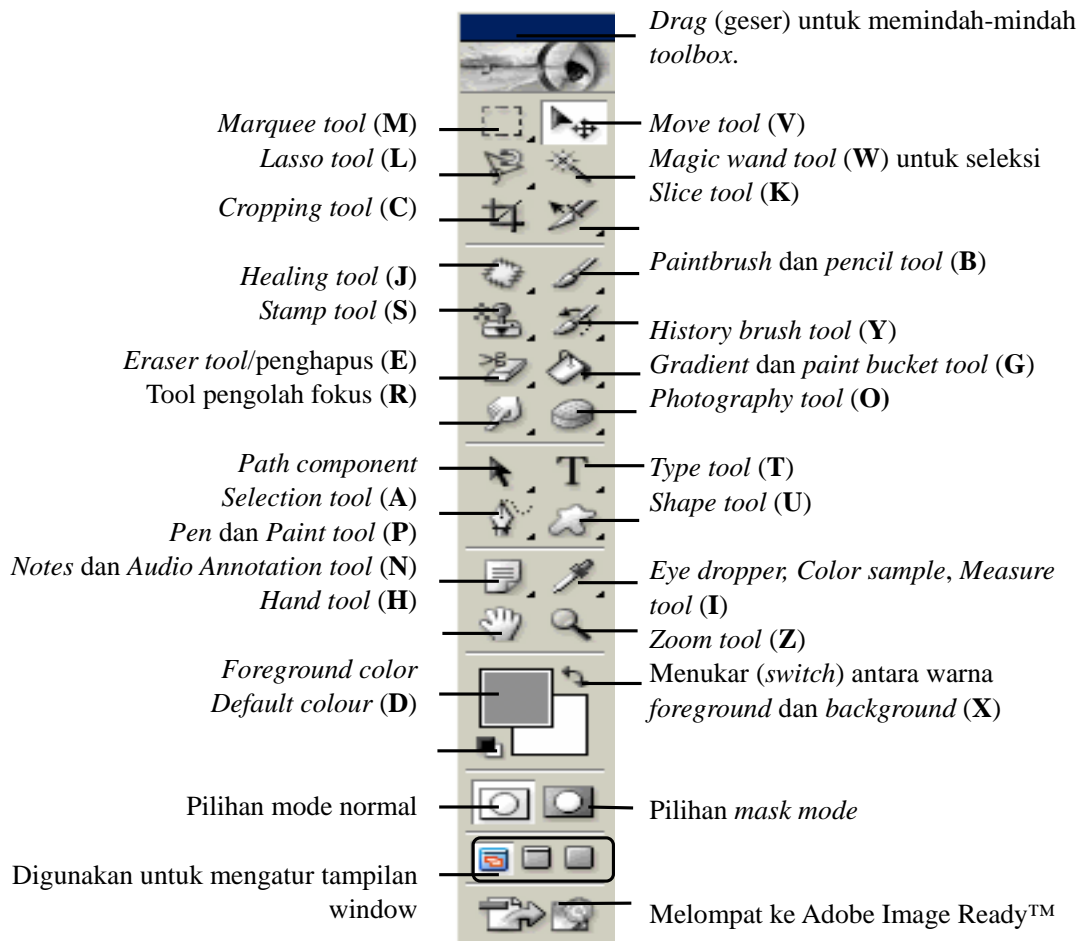 Drag (geser) untuk memindah-mindah
toolbox.
Marquee tool (M)
Move tool (V)
Lasso tool (L)
Magic wand tool (W) untuk seleksi
Slice tool (K)
Cropping tool (C)
Healing tool (J)
Paintbrush dan pencil tool (B)
Stamp tool (S)
History brush tool (Y)
Eraser tool/penghapus (E)
Gradient dan paint bucket tool (G)
Tool pengolah fokus (R)
Photography tool (O)
Path component
Selection tool (A)
Type tool (T)
Shape tool (U)
Pen dan Paint tool (P)
Notes dan Audio Annotation tool (N)
Hand tool (H)
Eye dropper, Color sample, Measure
tool (I)
Zoom tool (Z)
Foreground color
Default colour (D)
Menukar (switch) antara warna
foreground dan background (X)
Pilihan mode normal
Pilihan mask mode
Digunakan untuk mengatur tampilan
window
Melompat ke Adobe Image Ready™